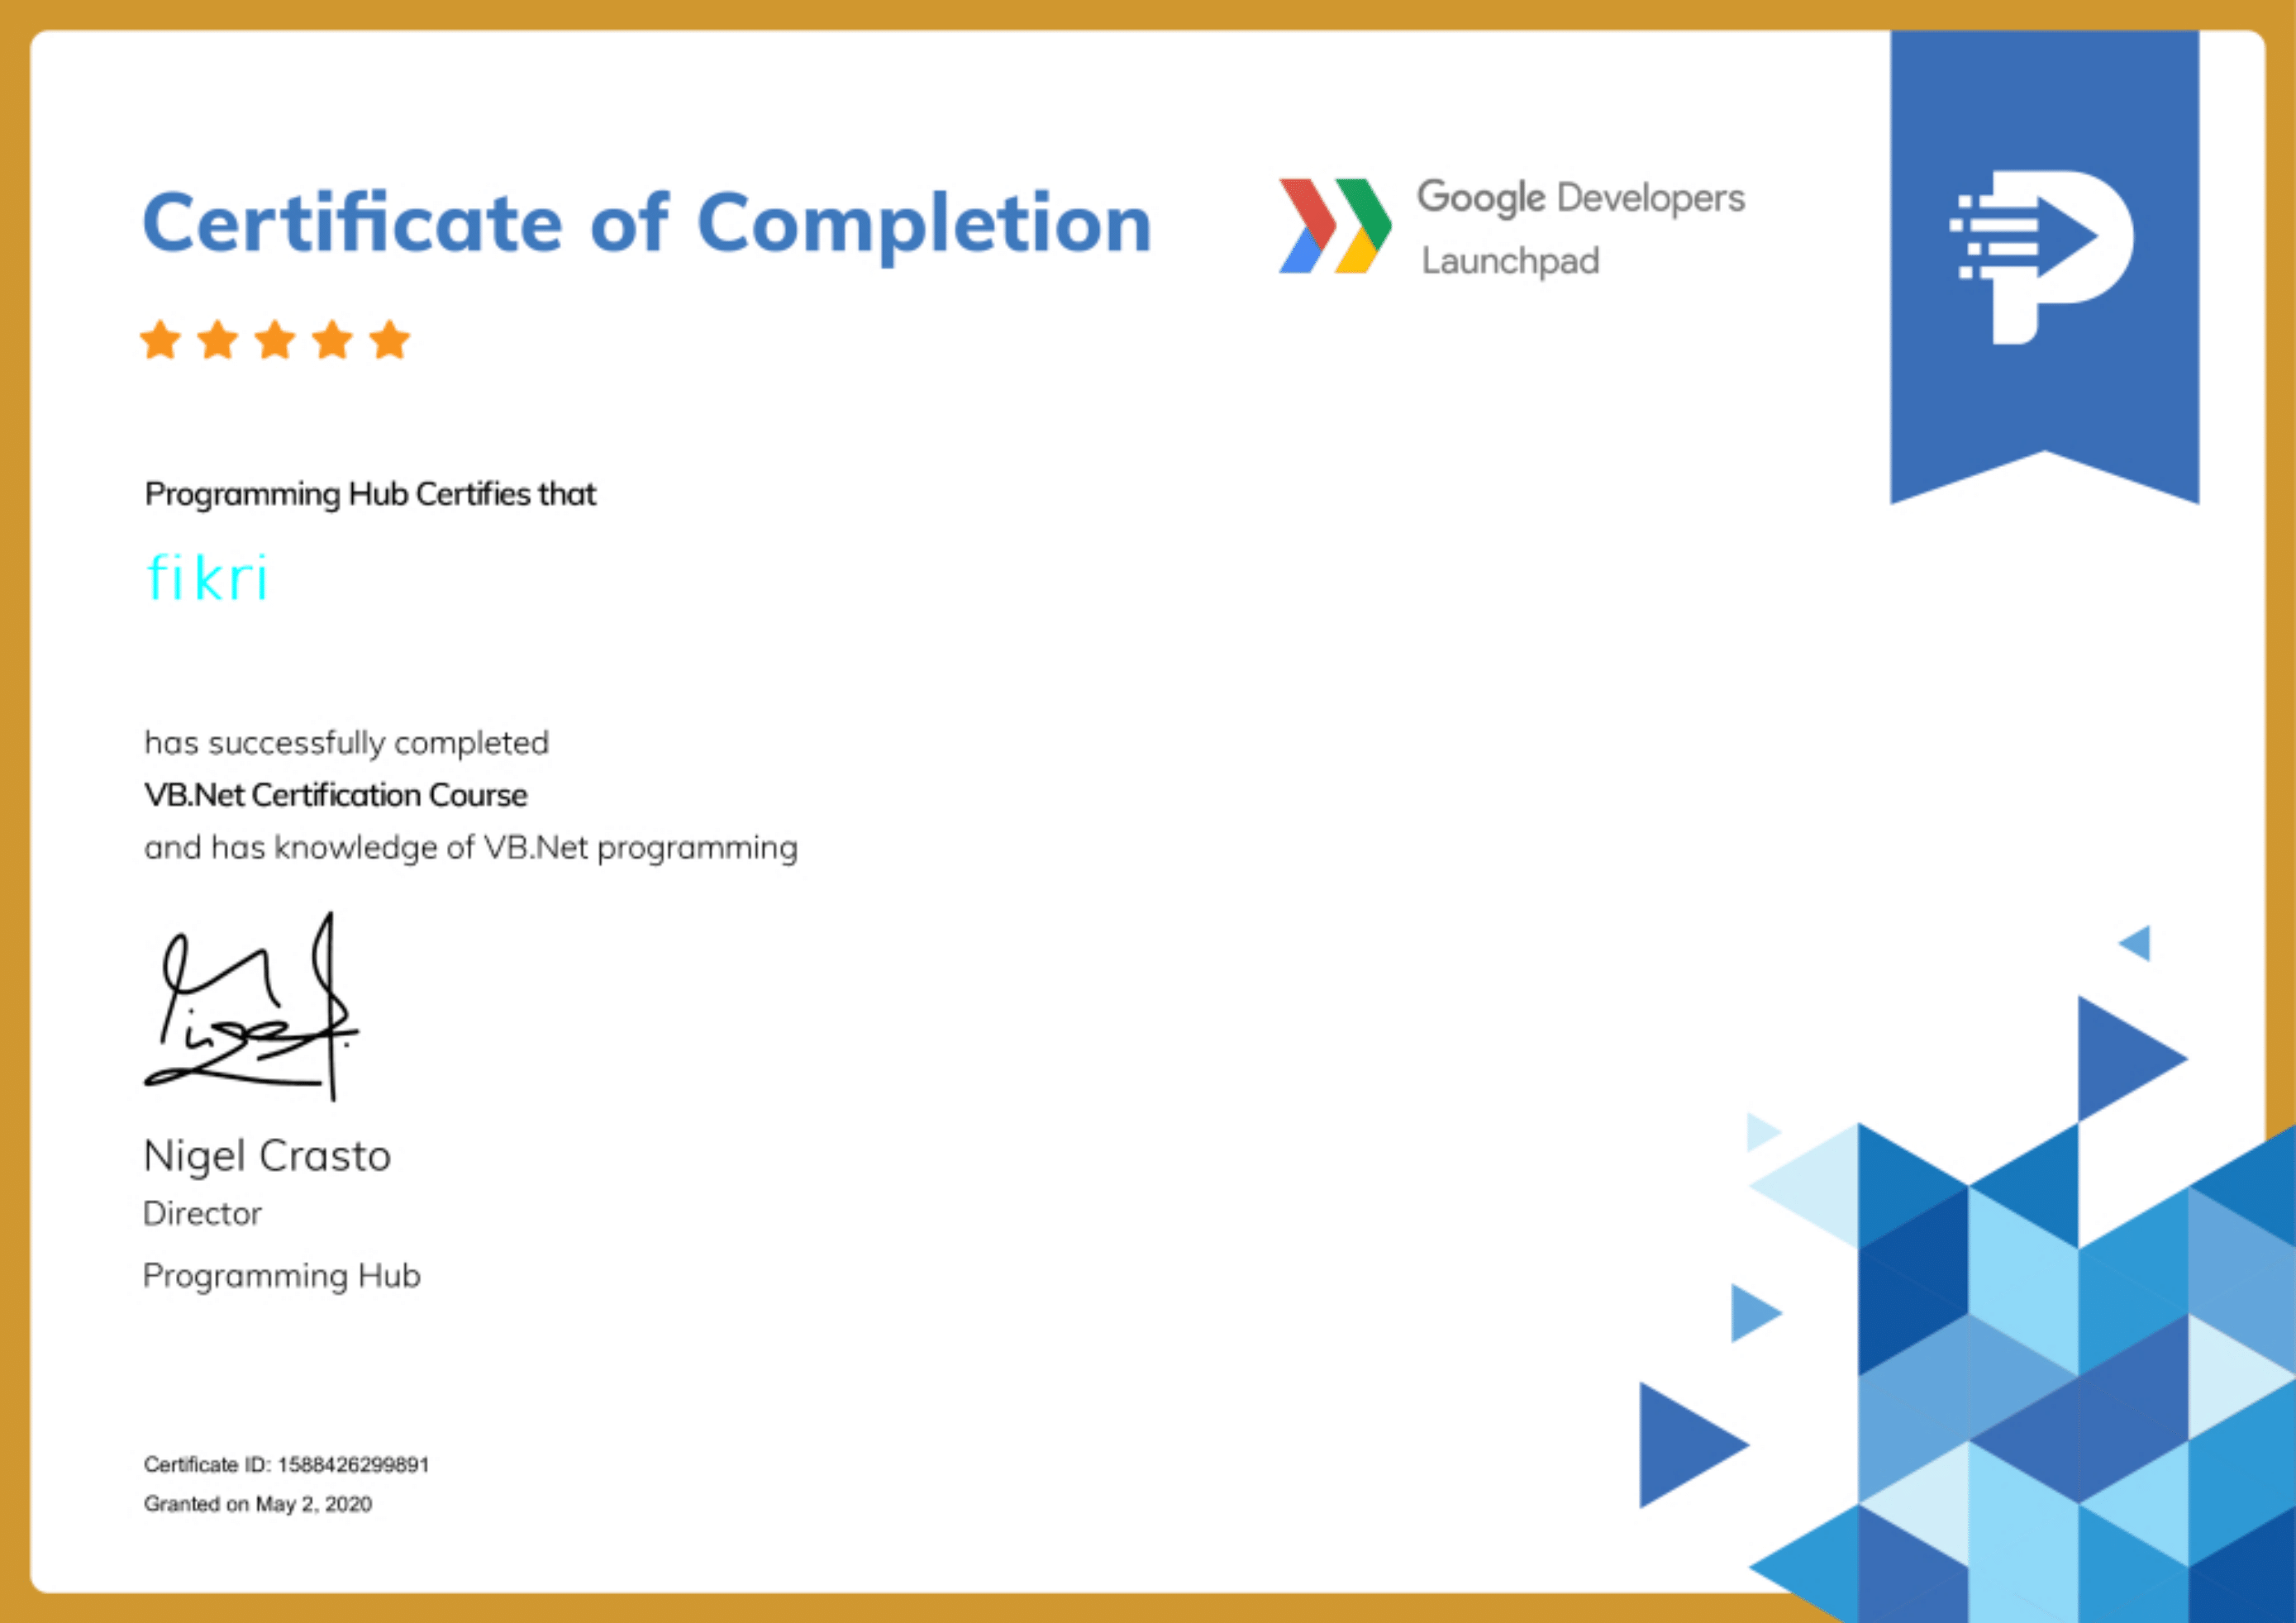 Certificate of Completion
Google Developers
Launchpad
Programming Hub Certifies that
fikri
has successfully completed
VB.Net Certification Course
and has knowledge of VB.Net programming
Nigel Crasto
Director
Programming Hub
Certificate ID: 1588426299891
Granted on May 2, 2020